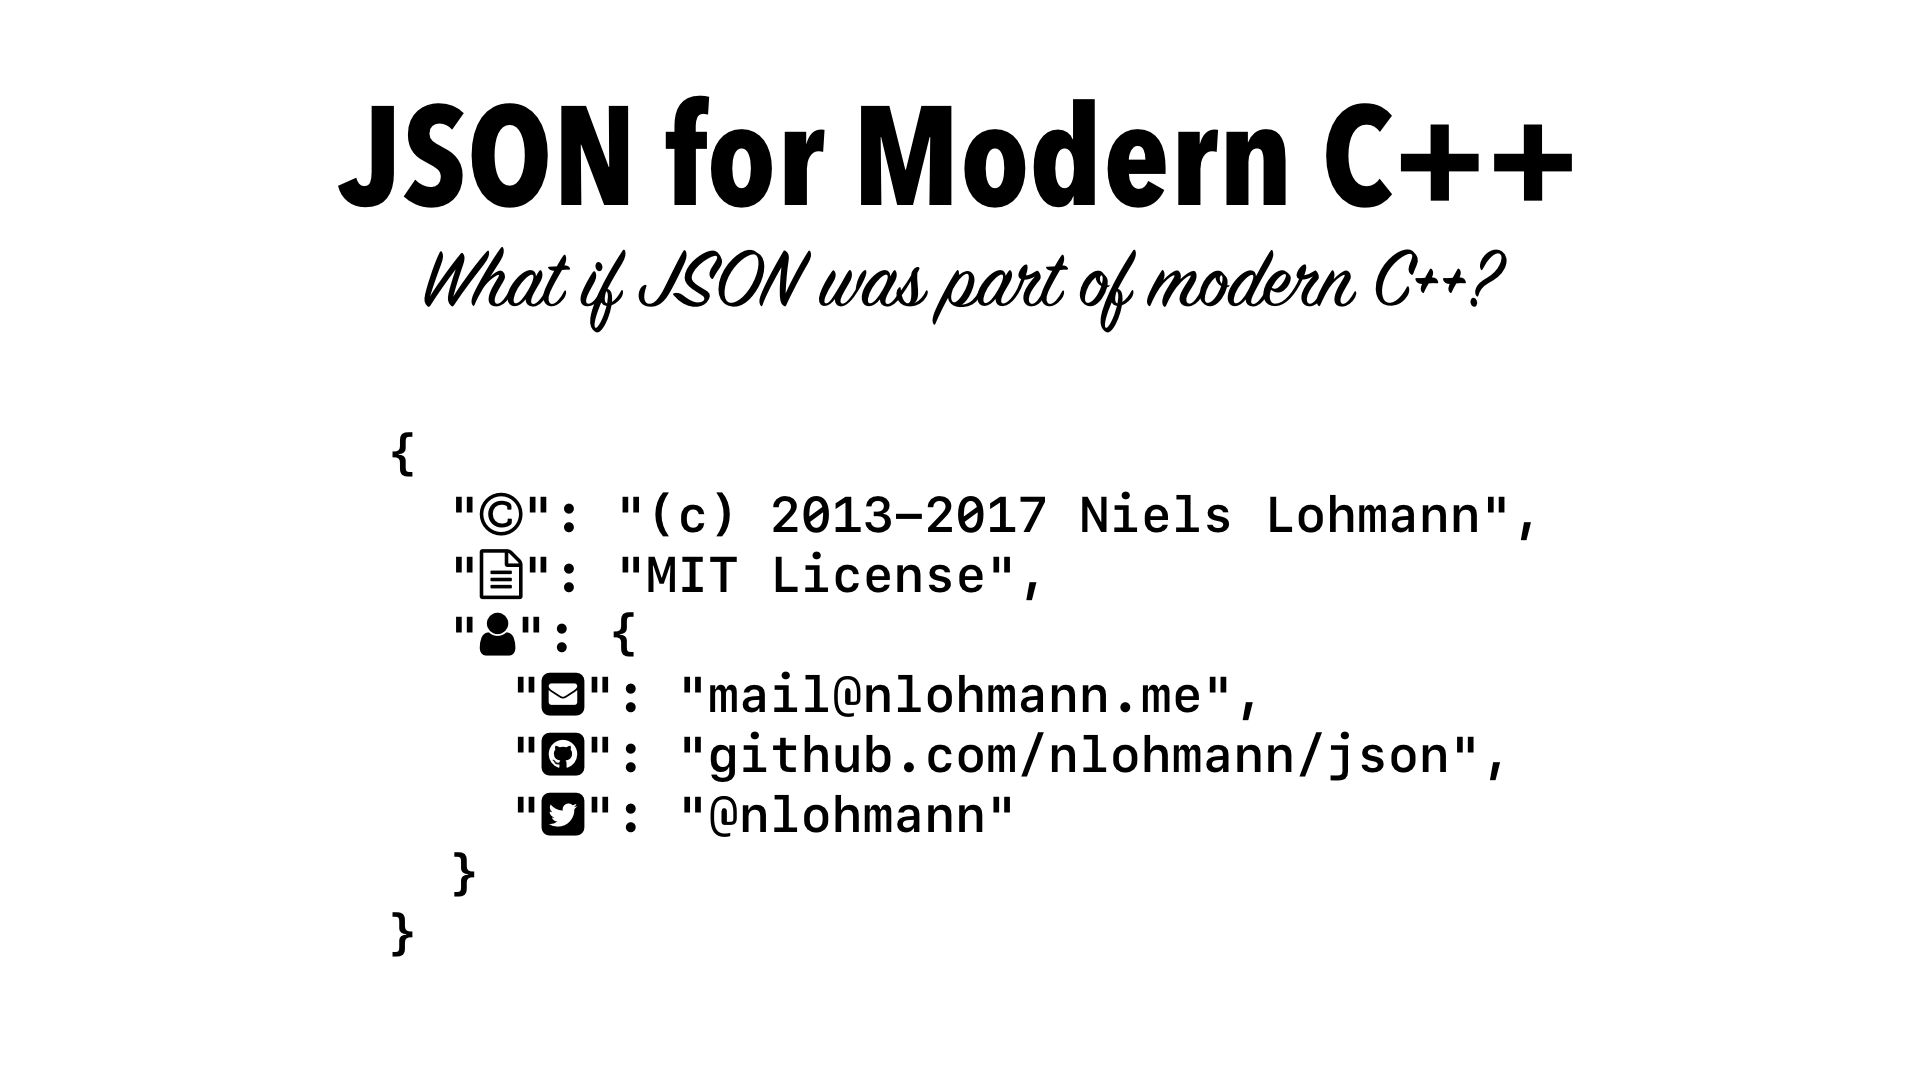 JSON for Modern C++
What if JSON was part of modern C++?
{
"©": "(c) 2013–2017 Niels Lohmann",
"": "MIT License",
"": {
"": "mail@nlohmann.me",
"": "github.com/nlohmann/json",
"": "@nlohmann"
}
}